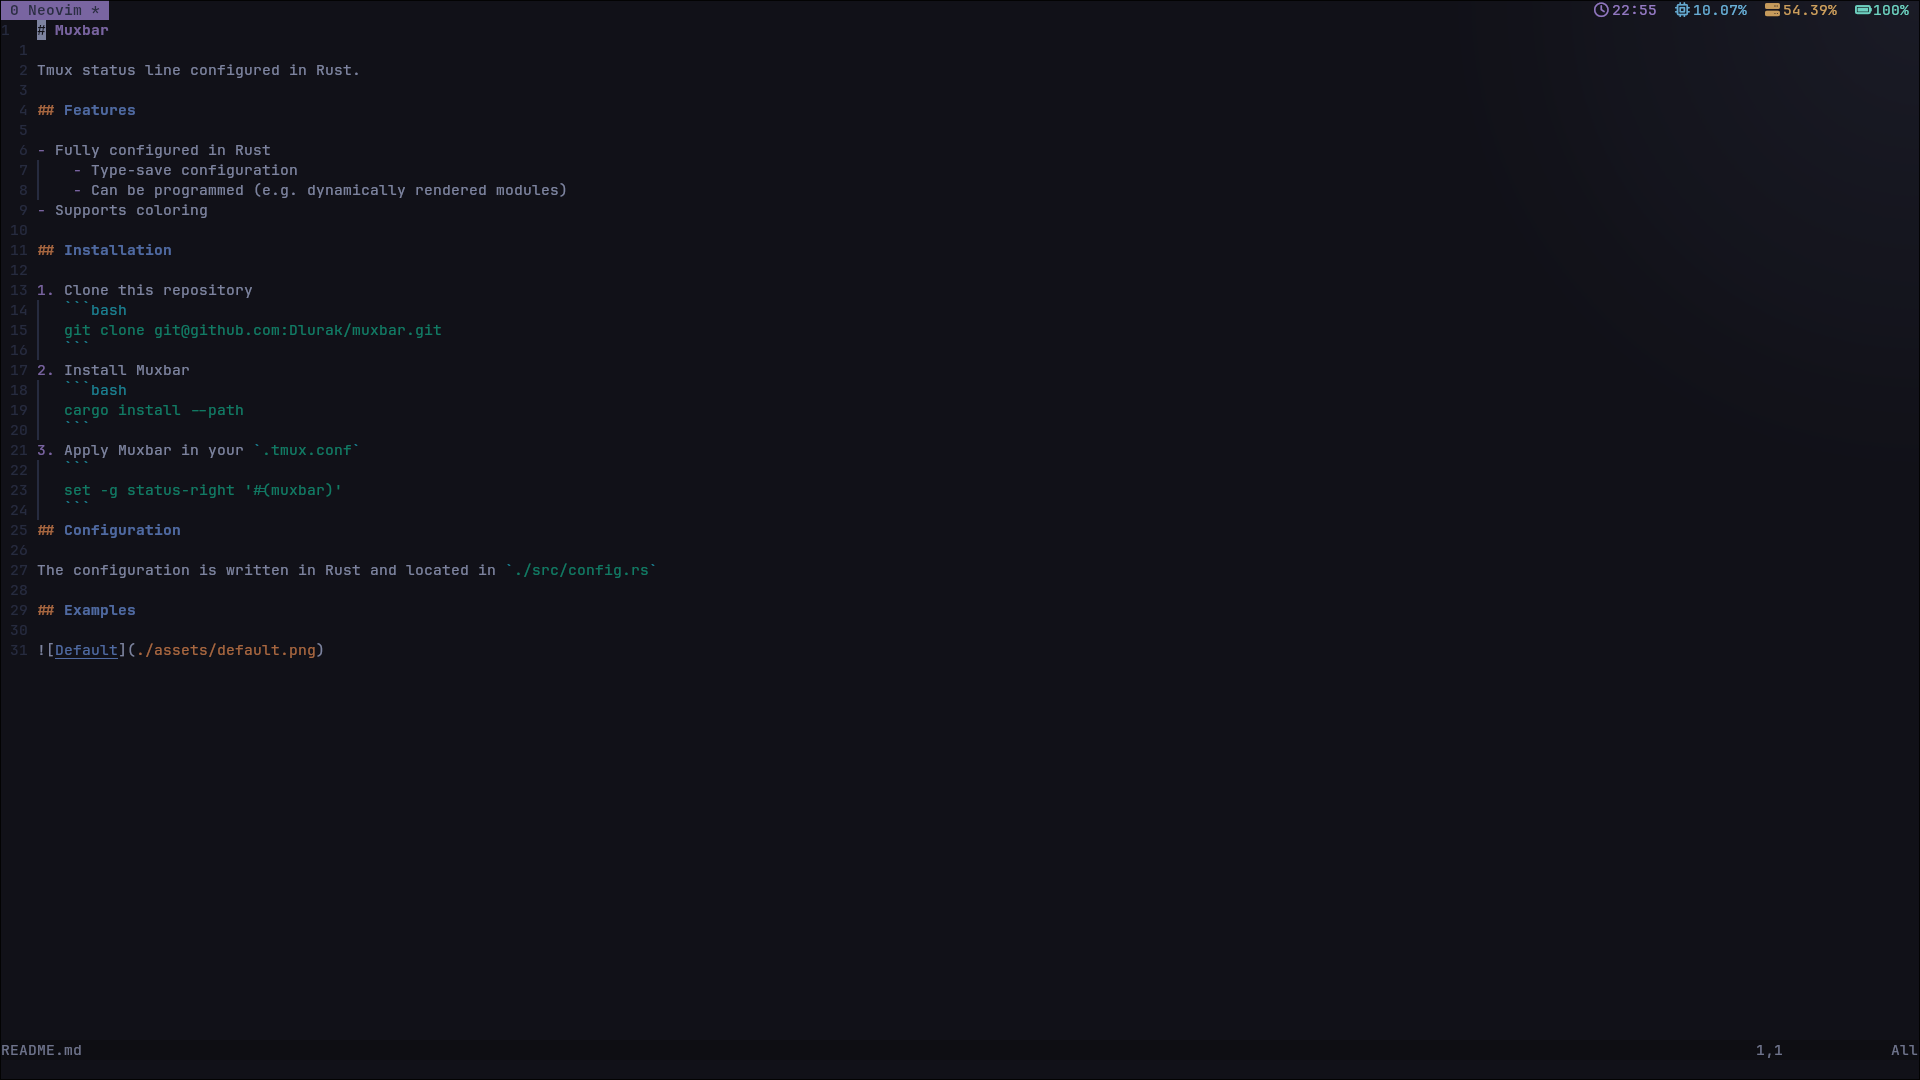 0 Neovim * 22:55 10.07% 54.39% 100%
1 # Muxbar
1
2 Tmux status line configured in Rust.
3
4 ## Features
5
6 - Fully configured in Rust
7     - Type-save configuration
8     - Can be programmed (e.g. dynamically rendered modules)
9 - Supports coloring
10
11 ## Installation
12
13 1. Clone this repository
14    ```bash
15    git clone git@github.com:Dlurak/muxbar.git
16    ```
17 2. Install Muxbar
18    ```bash
19    cargo install --path
20    ```
21 3. Apply Muxbar in your `.tmux.conf`
22    ```
23    set -g status-right '#(muxbar)'
24    ```
25 ## Configuration
26
27 The configuration is written in Rust and located in `./src/config.rs`
28
29 ## Examples
30
31 ![Default](./assets/default.png)
README.md 1,1 All